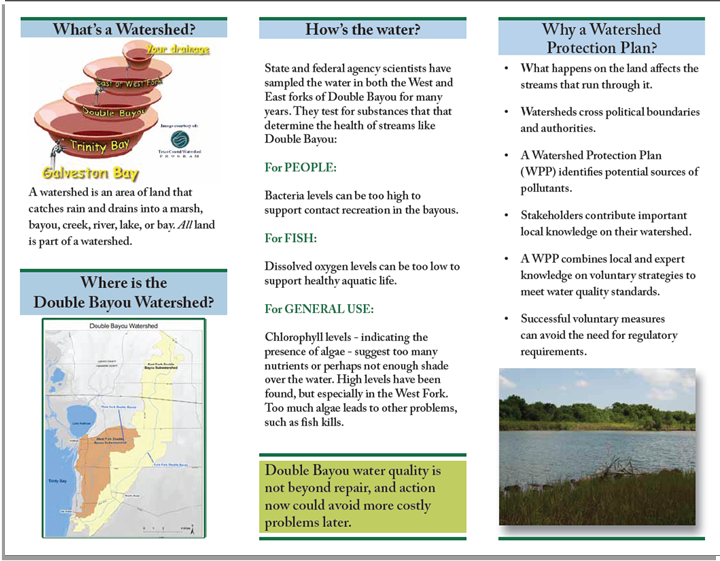 What's a Watershed?
Your drainage
East or West Fork
Double Bayou
Trinity Bay
Image courtesy of:
Texas Coastal Watershed
PROGRAM
Galveston Bay
A watershed is an area of land that
catches rain and drains into a marsh,
bayou, creek, river, lake, or bay. All land
is part of a watershed.
Where is the
Double Bayou Watershed?
Double Bayou Watershed
Trinity Bay
How's the water?
State and federal agency scientists have
sampled the water in both the West and
East forks of Double Bayou for many
years. They test for substances that that
determine the health of streams like
Double Bayou:
For PEOPLE:
Bacteria levels can be too high to
support contact recreation in the bayous.
For FISH:
Dissolved oxygen levels can be too low to
support healthy aquatic life.
For GENERAL USE:
Chlorophyll levels - indicating the
presence of algae - suggest too many
nutrients or perhaps not enough shade
over the water. High levels have been
found, but especially in the West Fork.
Too much algae leads to other problems,
such as fish kills.
Double Bayou water quality is
not beyond repair, and action
now could avoid more costly
problems later.
Why a Watershed
Protection Plan?
• What happens on the land affects the
streams that run through it.
• Watersheds cross political boundaries
and authorities.
• A Watershed Protection Plan
(WPP) identifies potential sources of
pollutants.
• Stakeholders contribute important
local knowledge on their watershed.
• A WPP combines local and expert
knowledge on voluntary strategies to
meet water quality standards.
• Successful voluntary measures
can avoid the need for regulatory
requirements.